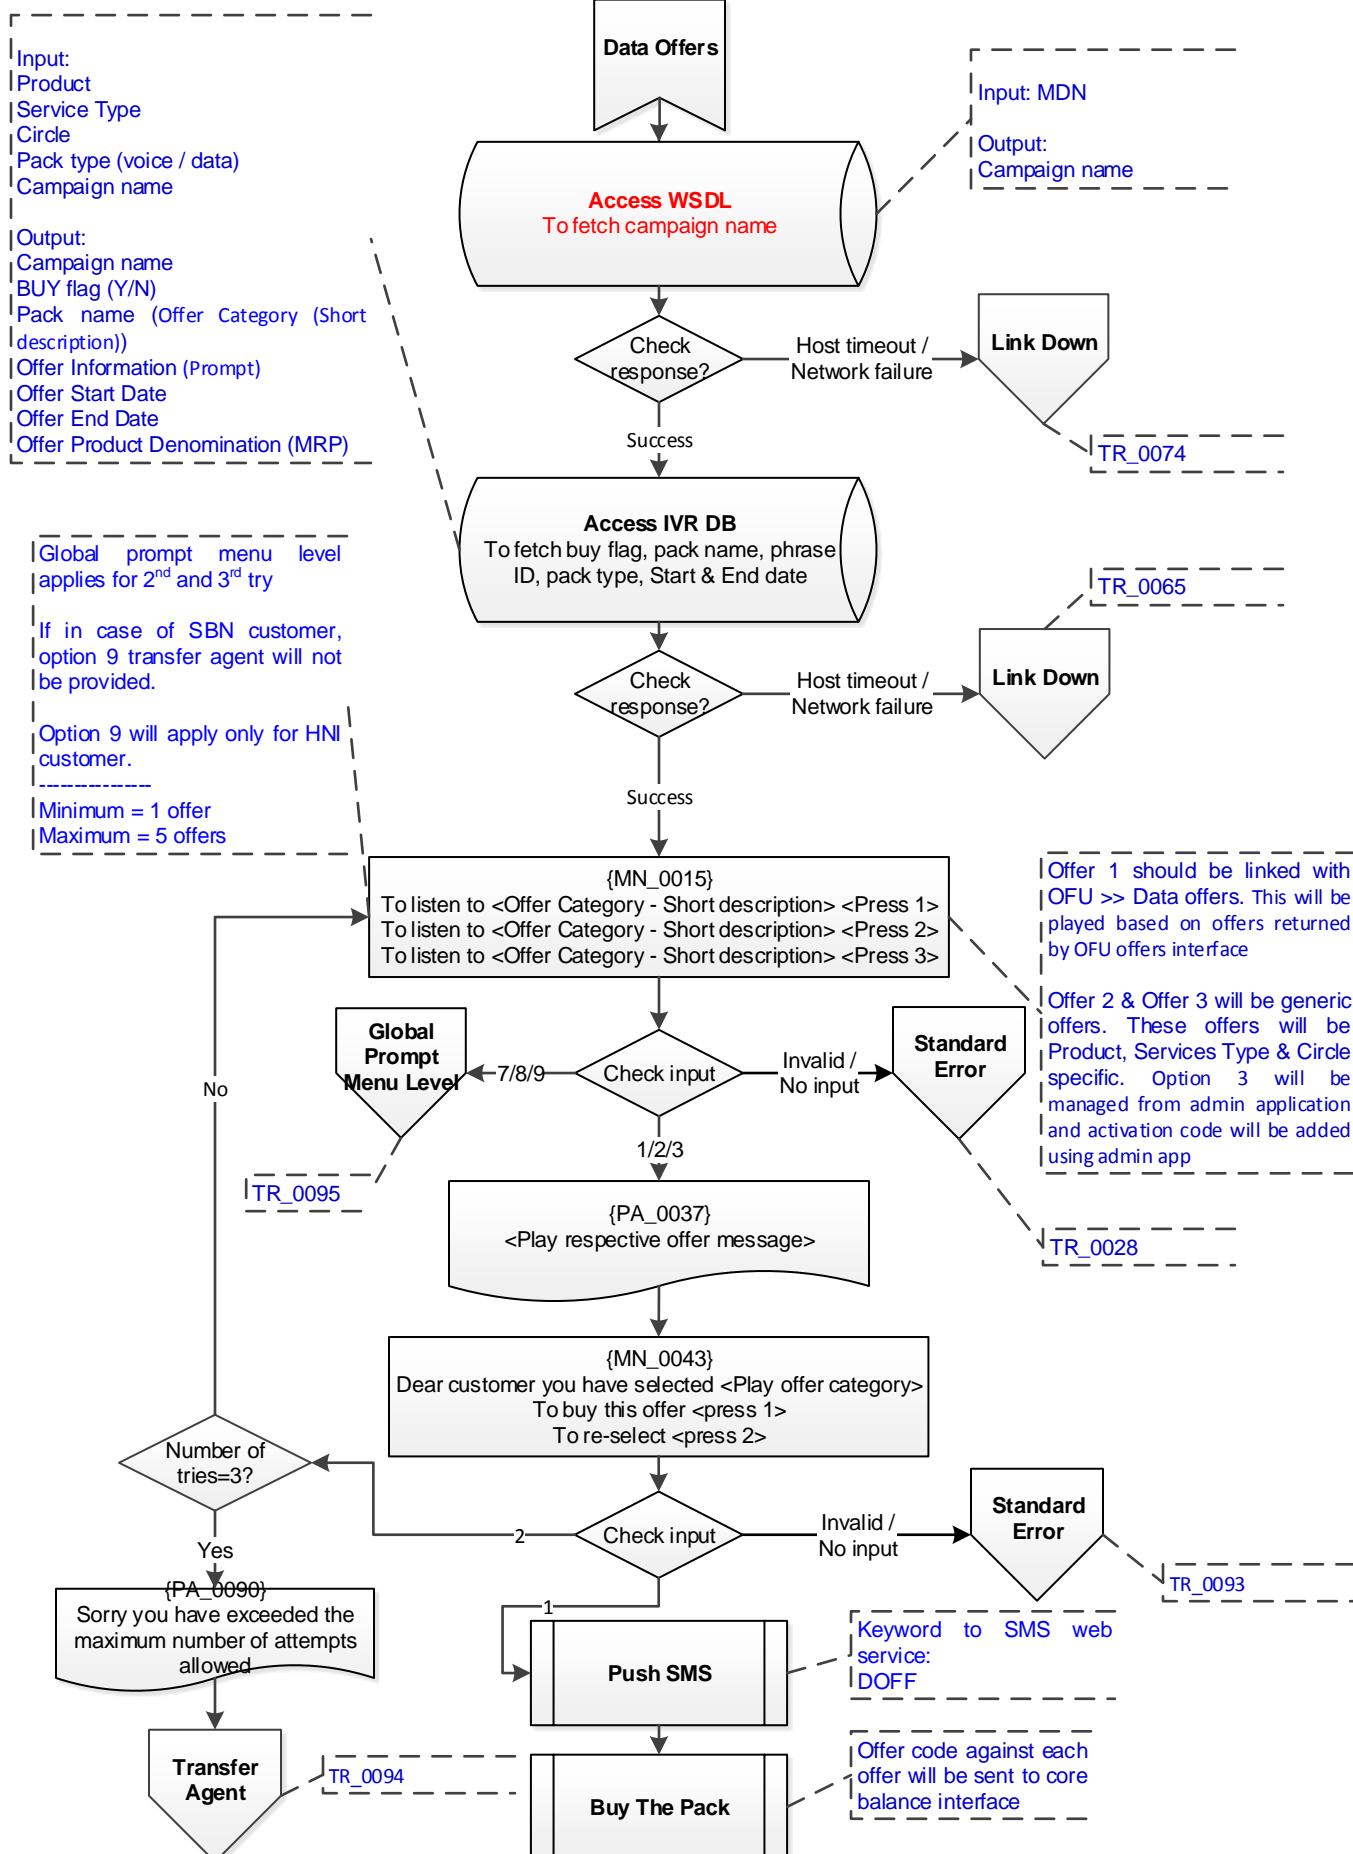 Data Offers
Input:
Product
Service Type
Circle
Pack type (voice / data)
Campaign name
Output:
Campaign name
BUY flag (Y/N)
Pack name (Offer Category (Short
description))
Offer Information (Prompt)
Offer Start Date
Offer End Date
Offer Product Denomination (MRP)
Input: MDN
Output:
Campaign name
Access WSDL
To fetch campaign name
Check
response?
Host timeout /
Network failure
Link Down
TR_0074
Success
Access IVR DB
To fetch buy flag, pack name, phrase
ID, pack type, Start & End date
Global prompt menu level
applies for 2nd and 3rd try
If in case of SBN customer,
option 9 transfer agent will not
be provided.
Option 9 will apply only for HNI
customer.
----------------
Minimum = 1 offer
Maximum = 5 offers
TR_0065
Check
response?
Host timeout /
Network failure
Link Down
Success
{MN_0015}
To listen to <Offer Category - Short description> <Press 1>
To listen to <Offer Category - Short description> <Press 2>
To listen to <Offer Category - Short description> <Press 3>
Offer 1 should be linked with
OFU >> Data offers. This will be
played based on offers returned
by OFU offers interface
Offer 2 & Offer 3 will be generic
offers. These offers will be
Product, Services Type & Circle
specific. Option 3 will be
managed from admin application
and activation code will be added
using admin app
Global
Prompt
Menu Level
7/8/9
Check input
Invalid /
No input
Standard
Error
No
1/2/3
TR_0095
{PA_0037}
<Play respective offer message>
TR_0028
{MN_0043}
Dear customer you have selected <Play offer category>
To buy this offer <press 1>
To re-select <press 2>
Number of
tries=3?
2
Check input
Invalid /
No input
Standard
Error
Yes
TR_0093
{PA_0090}
Sorry you have exceeded the
maximum number of attempts
allowed
1
Push SMS
Keyword to SMS web
service:
DOFF
Transfer
Agent
TR_0094
Buy The Pack
Offer code against each
offer will be sent to core
balance interface